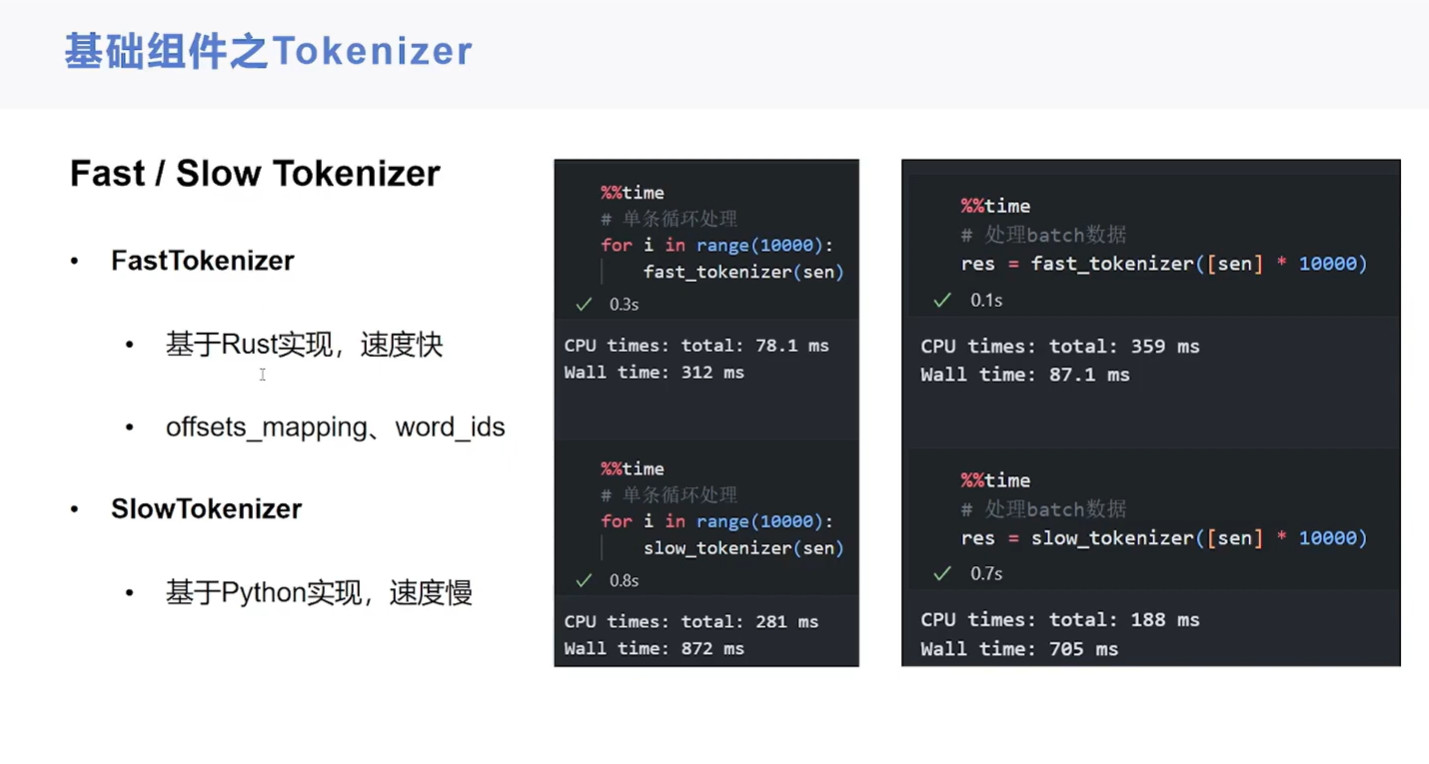 基础组件之Tokenizer
Fast / Slow Tokenizer
• FastTokenizer
• 基于Rust实现，速度快
• offsets_mapping、word_ids
• SlowTokenizer
• 基于Python实现，速度慢
%%time
# 单条循环处理
for i in range(10000):
    fast_tokenizer(sen)
✓ 0.3s
CPU times: total: 78.1 ms
Wall time: 312 ms
%%time
# 单条循环处理
for i in range(10000):
    slow_tokenizer(sen)
✓ 0.8s
CPU times: total: 281 ms
Wall time: 872 ms
%%time
# 处理batch数据
res = fast_tokenizer([sen] * 10000)
✓ 0.1s
CPU times: total: 359 ms
Wall time: 87.1 ms
%%time
# 处理batch数据
res = slow_tokenizer([sen] * 10000)
✓ 0.7s
CPU times: total: 188 ms
Wall time: 705 ms